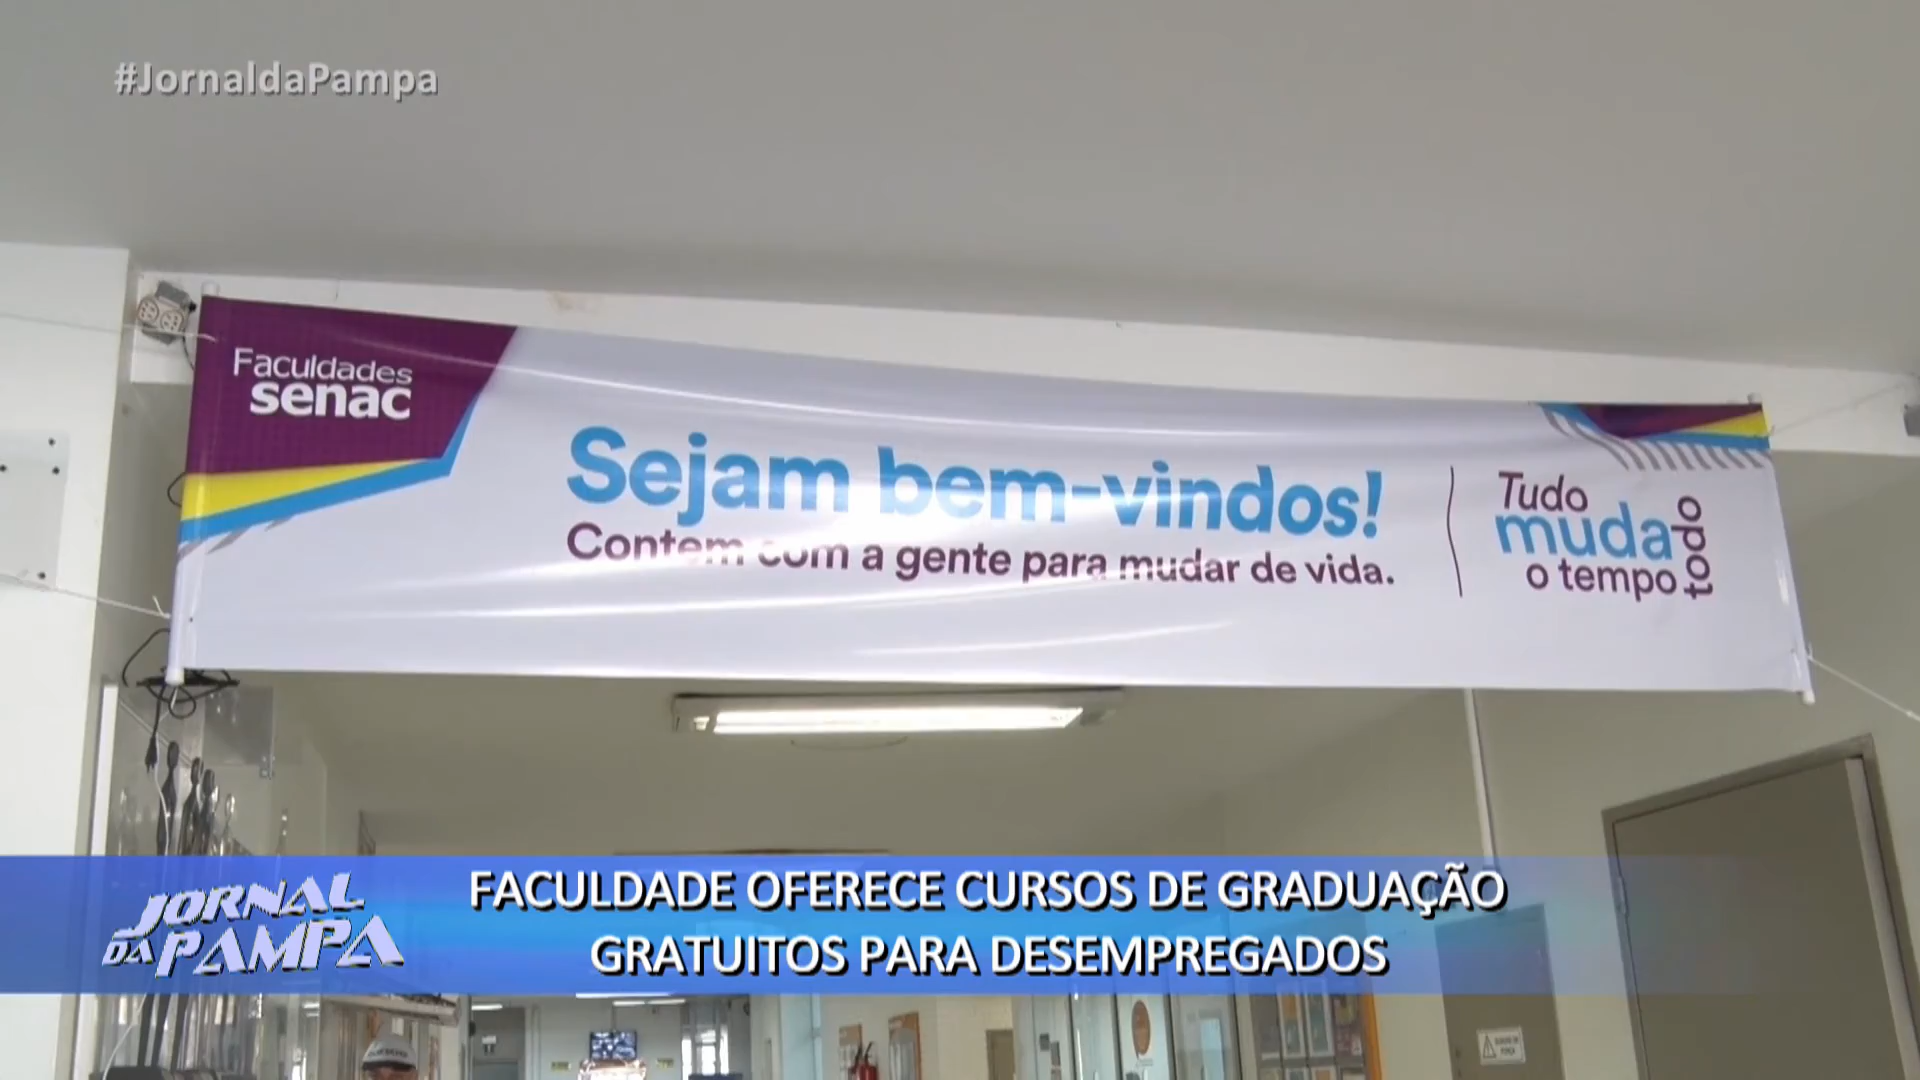 #JornaldaPampa
Faculdades
senac
Sejam bem-vindos!
Contem com a gente para mudar de vida.
Tudo
muda
o tempo
todo
JORNAL
DA PAMPA
FACULDADE OFERECE CURSOS DE GRADUAÇÃO
GRATUITOS PARA DESEMPREGADOS